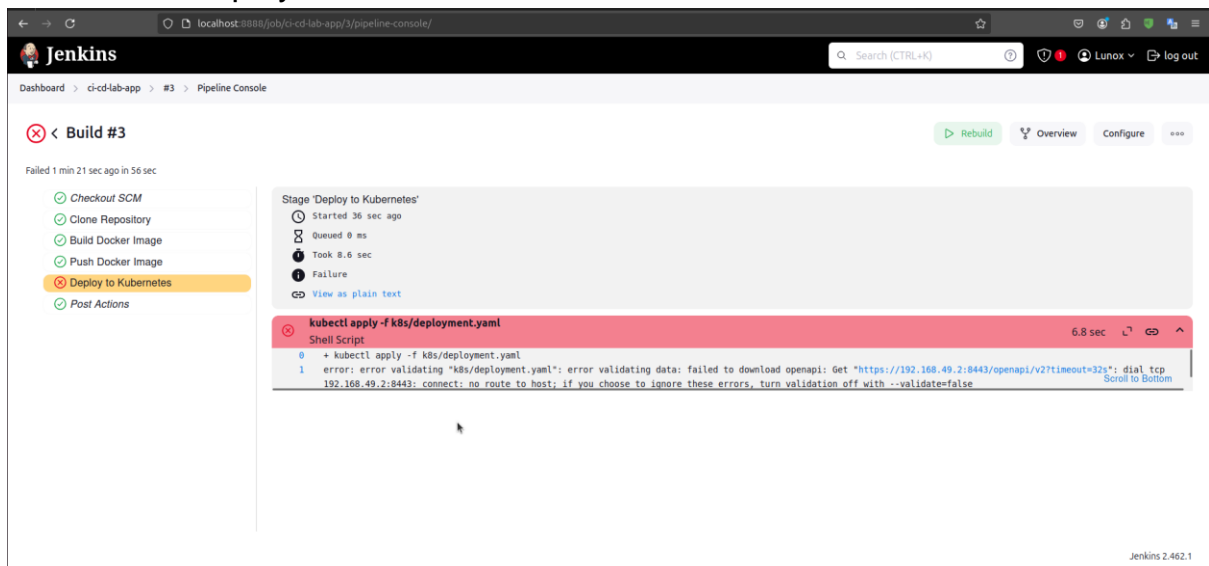 localhost:8888/job/ci-cd-lab-app/3/pipeline-console/
Jenkins
Search (CTRL+K)
1
Lunox
log out
Dashboard > ci-cd-lab-app > #3 > Pipeline Console
Build #3
Rebuild
Overview
Configure
Failed 1 min 21 sec ago in 56 sec
Checkout SCM
Clone Repository
Build Docker Image
Push Docker Image
Deploy to Kubernetes
Post Actions
Stage 'Deploy to Kubernetes'
Started 36 sec ago
Queued 0 ms
Took 8.6 sec
Failure
View as plain text
kubectl apply -f k8s/deployment.yaml
Shell Script
6.8 sec
0 + kubectl apply -f k8s/deployment.yaml
1 error: error validating "k8s/deployment.yaml": error validating data: failed to download openapi: Get "https://192.168.49.2:8443/openapi/v2?timeout=32s": dial tcp
192.168.49.2:8443: connect: no route to host; if you choose to ignore these errors, turn validation off with --validate=false
Scroll to Bottom
Jenkins 2.462.1